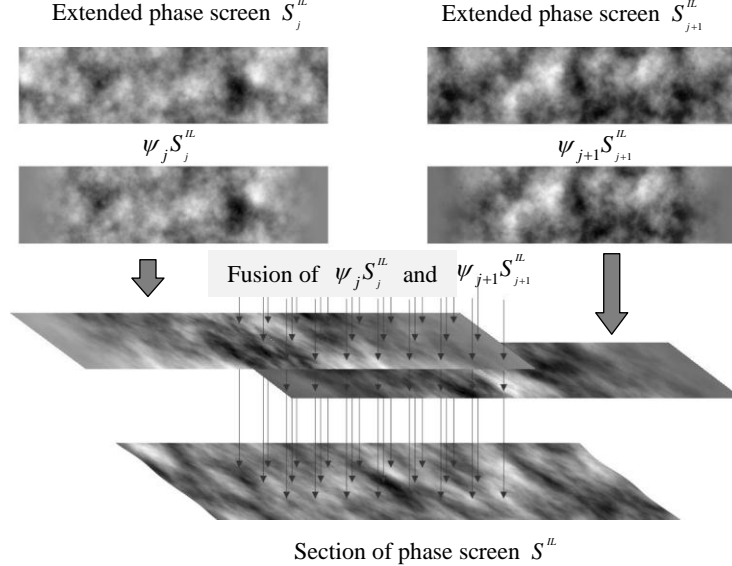 Extended phase screen S_j^{IL}
Extended phase screen S_{j+1}^{IL}
ψ_j S_j^{IL}
ψ_{j+1} S_{j+1}^{IL}
Fusion of ψ_j S_j^{IL} and ψ_{j+1} S_{j+1}^{IL}
Section of phase screen S^{IL}